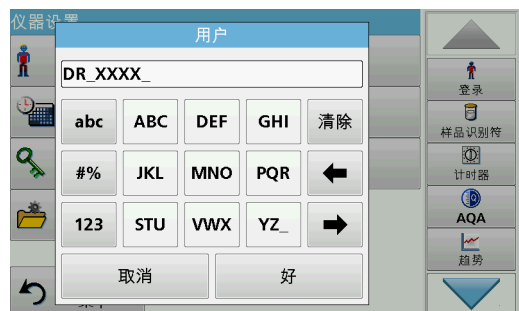 仪器设置
用户
DR_XXXX_
abc ABC DEF GHI 清除
#% JKL MNO PQR
123 STU VWX YZ_
取消 好
登录
样品识别符
计时器
AQA
趋势